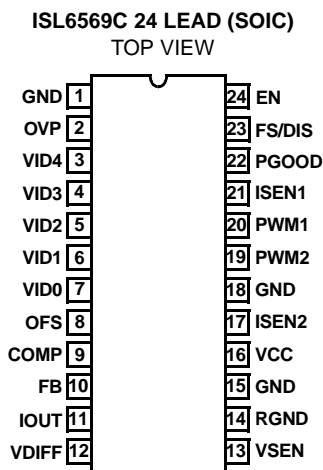 ISL6569C 24 LEAD (SOIC)
TOP VIEW
GND 1 24 EN
OVP 2 23 FS/DIS
VID4 3 22 PGOOD
VID3 4 21 ISEN1
VID2 5 20 PWM1
VID1 6 19 PWM2
VID0 7 18 GND
OFS 8 17 ISEN2
COMP 9 16 VCC
FB 10 15 GND
IOUT 11 14 RGND
VDIFF 12 13 VSEN